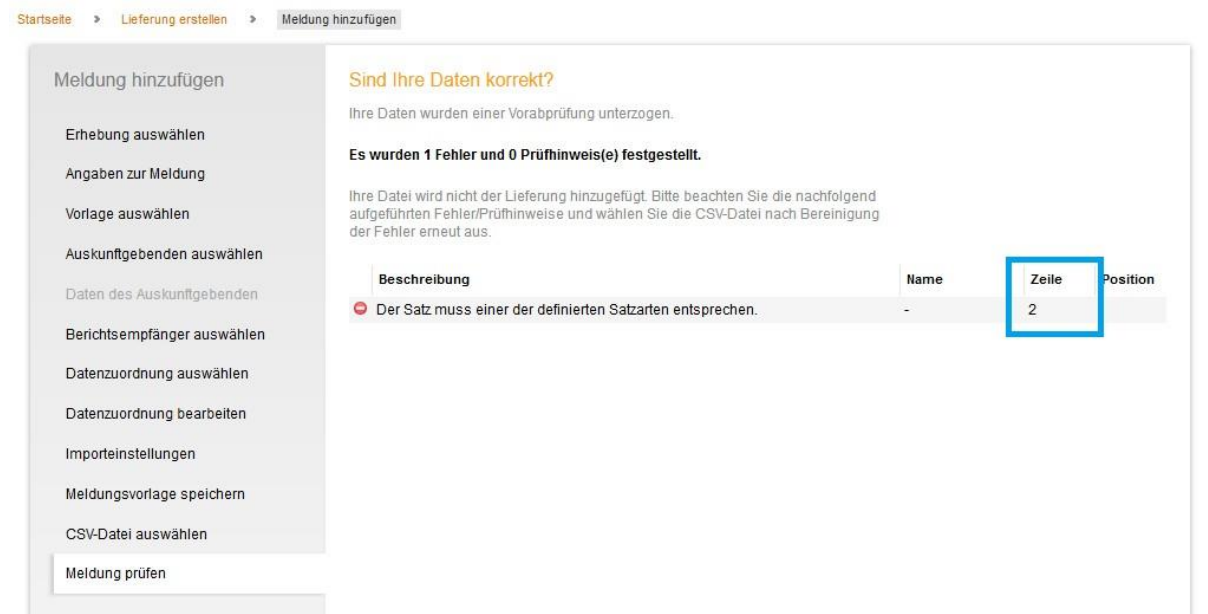 Startseite > Lieferung erstellen > Meldung hinzufügen
Meldung hinzufügen
Erhebung auswählen
Angaben zur Meldung
Vorlage auswählen
Auskunftgebenden auswählen
Daten des Auskunftgebenden
Berichtsempfänger auswählen
Datenzuordnung auswählen
Datenzuordnung bearbeiten
Importeinstellungen
Meldungsvorlage speichern
CSV-Datei auswählen
Meldung prüfen
Sind Ihre Daten korrekt?
Ihre Daten wurden einer Vorabprüfung unterzogen.
Es wurden 1 Fehler und 0 Prüfhinweis(e) festgestellt.
Ihre Datei wird nicht der Lieferung hinzugefügt. Bitte beachten Sie die nachfolgend
aufgeführten Fehler/Prüfhinweise und wählen Sie die CSV-Datei nach Bereinigung
der Fehler erneut aus.
Beschreibung Name Zeile Position
Der Satz muss einer der definierten Satzarten entsprechen. - 2